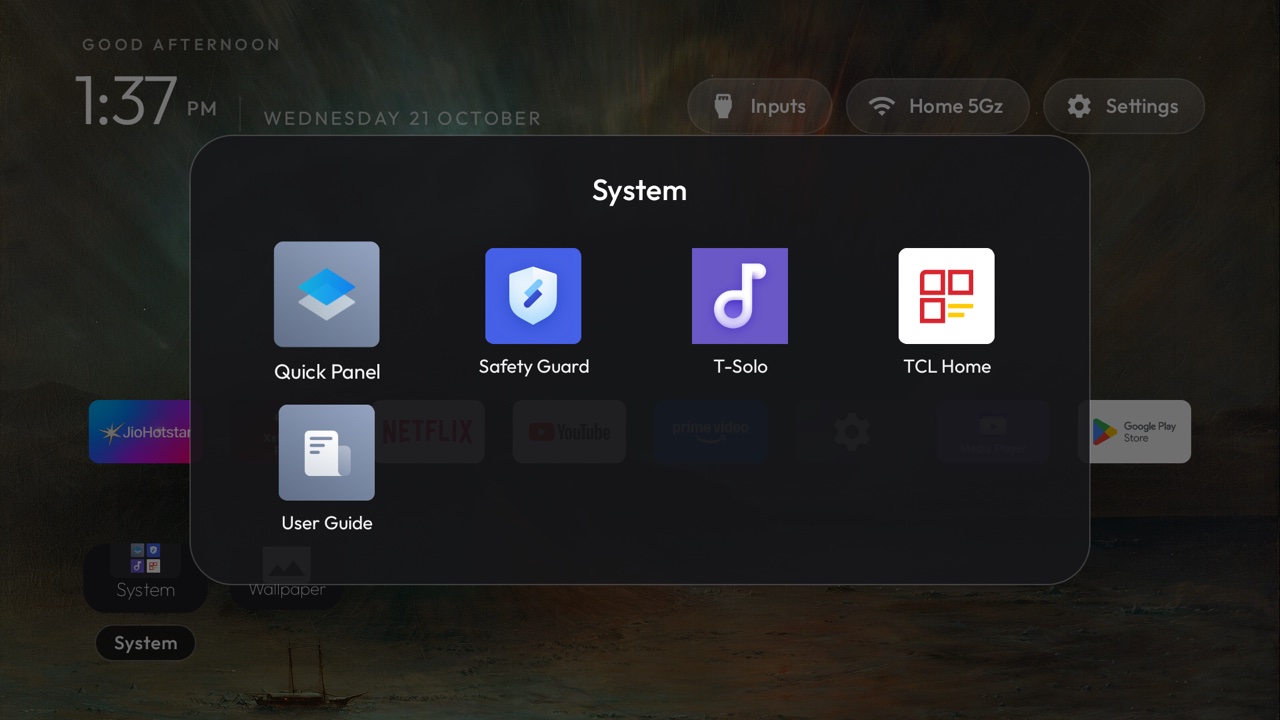 GOOD AFTERNOON
1:37 PM
WEDNESDAY 21 OCTOBER
Inputs
Home 5Gz
Settings
System
Quick Panel
Safety Guard
T-Solo
TCL Home
JioHotstar
NETFLIX
YouTube
prime video
Google Play
Store
User Guide
System
Wallpaper
System